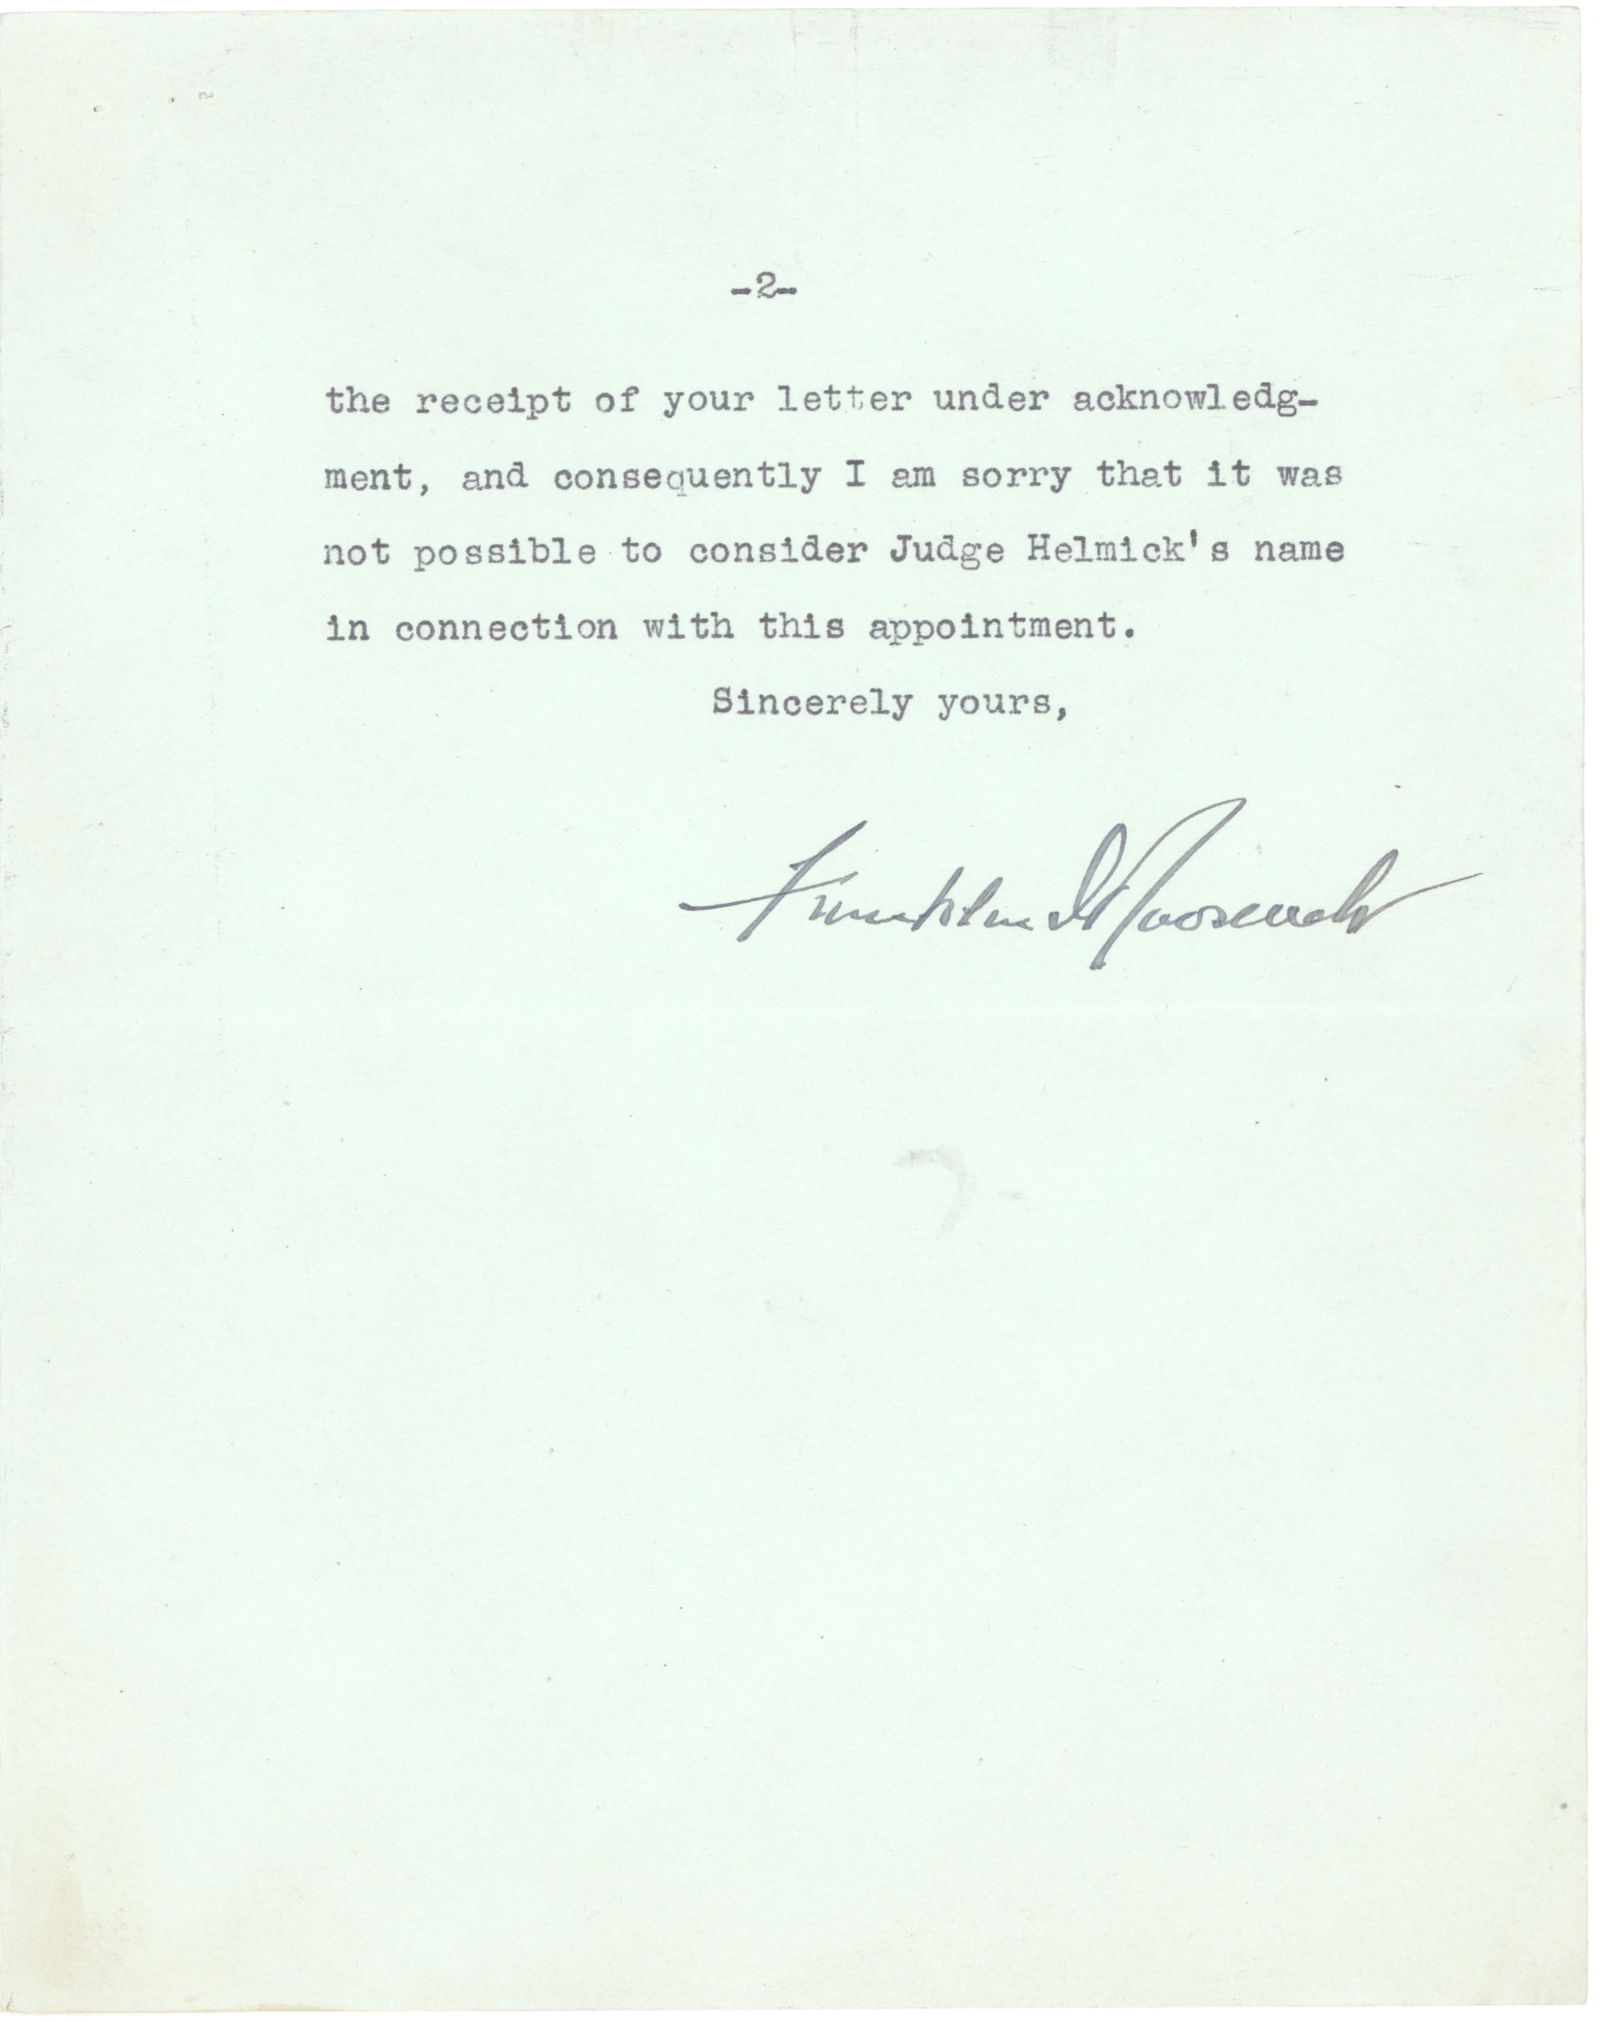 -2-
the receipt of your letter under acknowledg-
ment, and consequently I am sorry that it was
not possible to consider Judge Helmick's name
in connection with this appointment.
Sincerely yours,
Franklin D Roosevelt